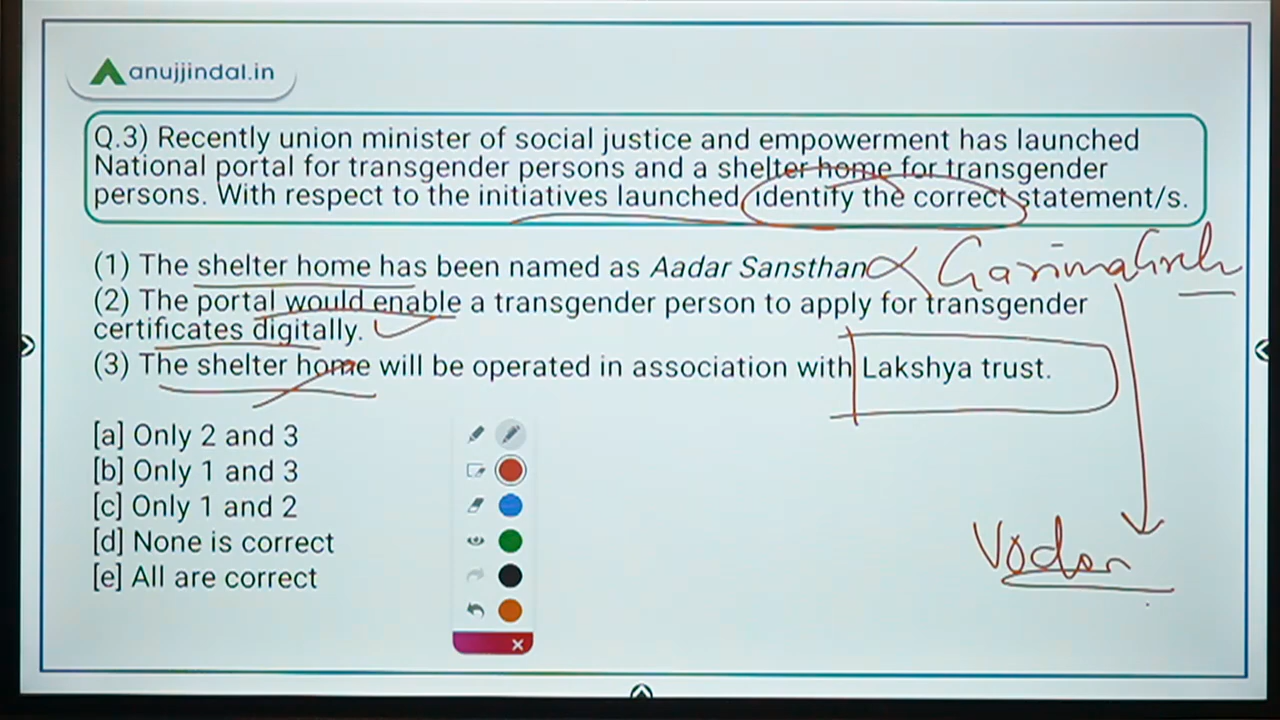 anujjindal.in
Q.3) Recently union minister of social justice and empowerment has launched
National portal for transgender persons and a shelter home for transgender
persons. With respect to the initiatives launched identify the correct statement/s.
(1) The shelter home has been named as Aadar Sansthan
(2) The portal would enable a transgender person to apply for transgender
certificates digitally.
(3) The shelter home will be operated in association with Lakshya trust.
[a] Only 2 and 3
[b] Only 1 and 3
[c] Only 1 and 2
[d] None is correct
[e] All are correct